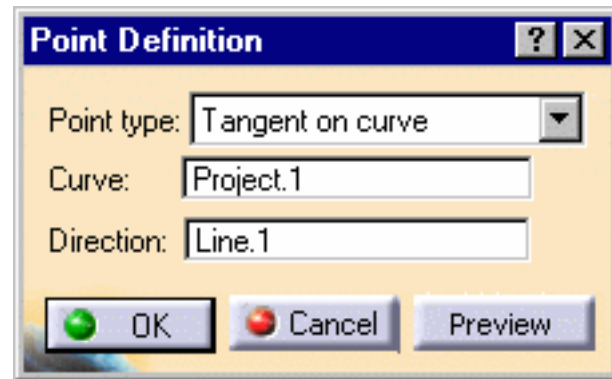 Point Definition ? ×
Point type: Tangent on curve
Curve: Project.1
Direction: Line.1
OK Cancel Preview